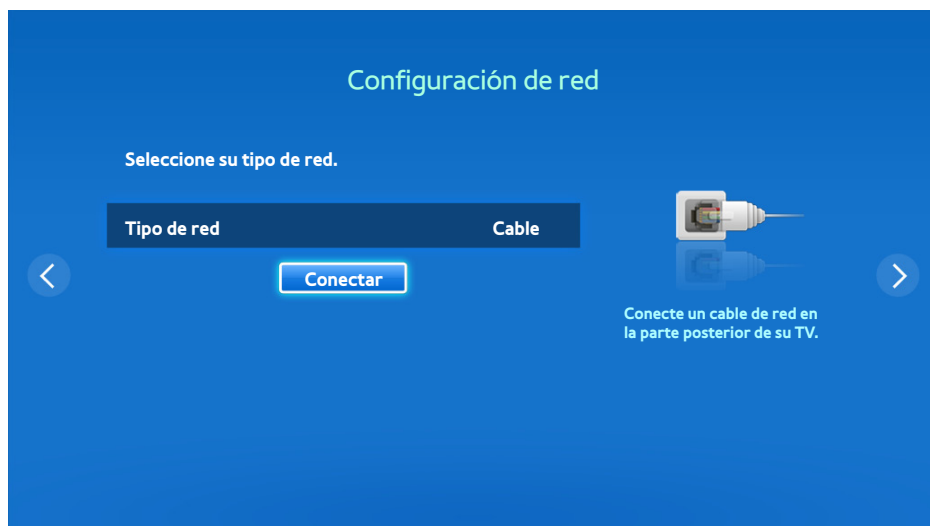 Configuración de red
Seleccione su tipo de red.
Tipo de red Cable
Conectar
Conecte un cable de red en
la parte posterior de su TV.